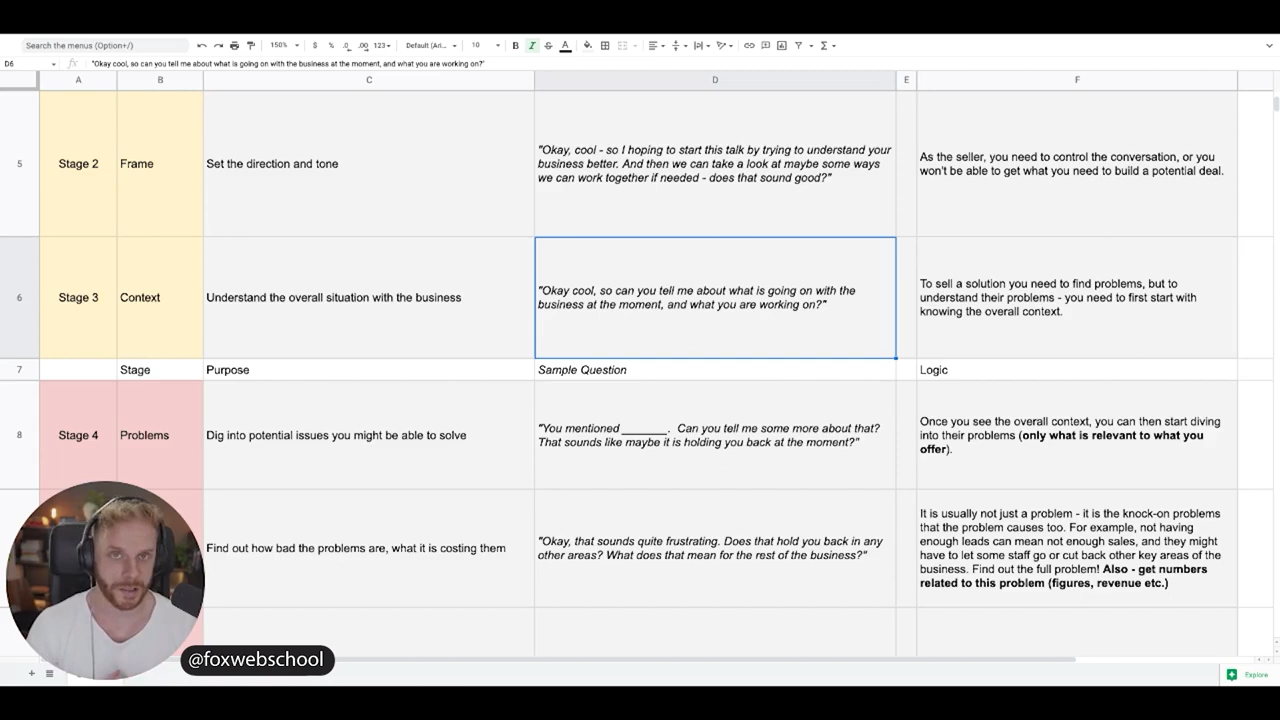 Search the menus (Option+/)
150%
$
%
.0
.00
123
Default (Ari...
10
B
I
S
A
D6
fx
"Okay cool, so can you tell me about what is going on with the business at the moment, and what you are working on?"
A
B
C
D
E
F
5
Stage 2
Frame
Set the direction and tone
"Okay, cool - so I hoping to start this talk by trying to understand your
business better. And then we can take a look at maybe some ways
we can work together if needed - does that sound good?"
As the seller, you need to control the conversation, or you
won't be able to get what you need to build a potential deal.
6
Stage 3
Context
Understand the overall situation with the business
"Okay cool, so can you tell me about what is going on with the
business at the moment, and what you are working on?"
To sell a solution you need to find problems, but to
understand their problems - you need to first start with
knowing the overall context.
7
Stage
Purpose
Sample Question
Logic
8
Stage 4
Problems
Dig into potential issues you might be able to solve
"You mentioned _______. Can you tell me some more about that?
That sounds like maybe it is holding you back at the moment?"
Once you see the overall context, you can then start diving
into their problems (only what is relevant to what you
offer).
Find out how bad the problems are, what it is costing them
"Okay, that sounds quite frustrating. Does that hold you back in any
other areas? What does that mean for the rest of the business?"
It is usually not just a problem - it is the knock-on problems
that the problem causes too. For example, not having
enough leads can mean not enough sales, and they might
have to let some staff go or cut back other key areas of the
business. Find out the full problem! Also - get numbers
related to this problem (figures, revenue etc.)
@foxwebschool
Explore